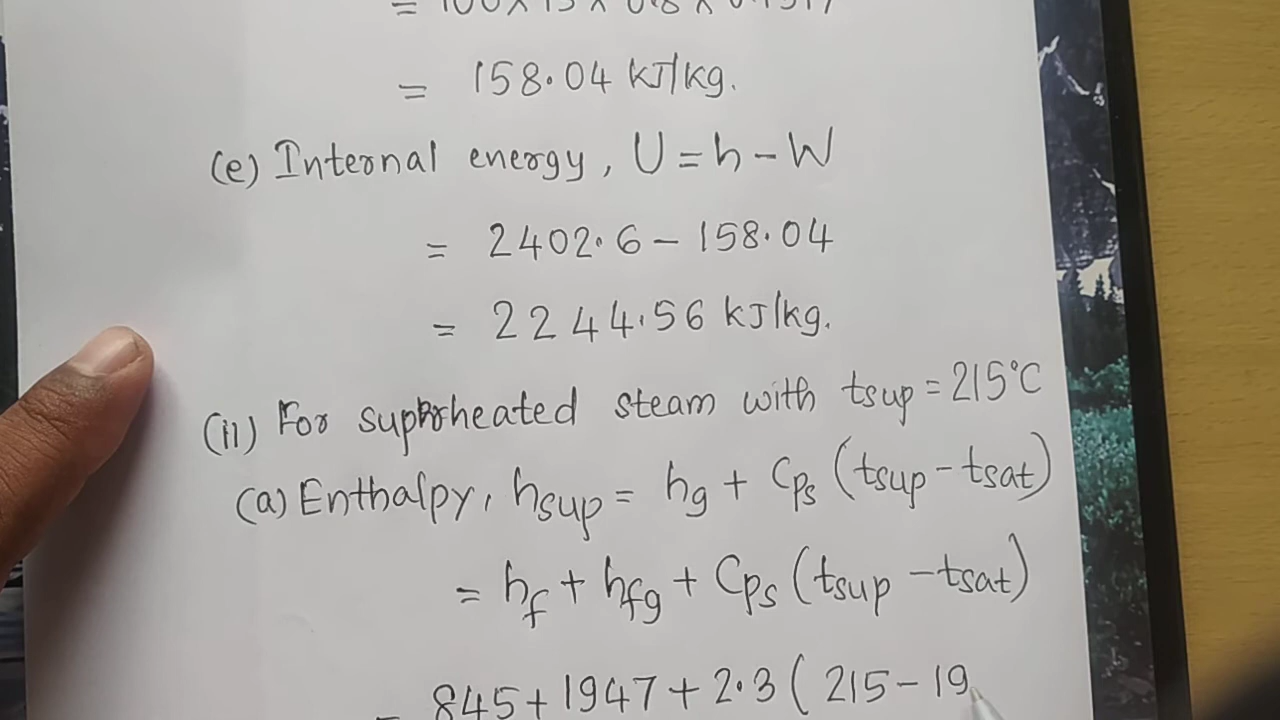 = 158.04 kJ/kg.
(e) Internal energy, U = h - W
= 2402.6 - 158.04
= 2244.56 kJ/kg.
(ii) For superheated steam with tsup = 215°C
(a) Enthalpy, hsup = hg + Cps (tsup - tsat)
= hf + hfg + Cps (tsup - tsat)
= 845 + 1947 + 2.3 ( 215 - 19